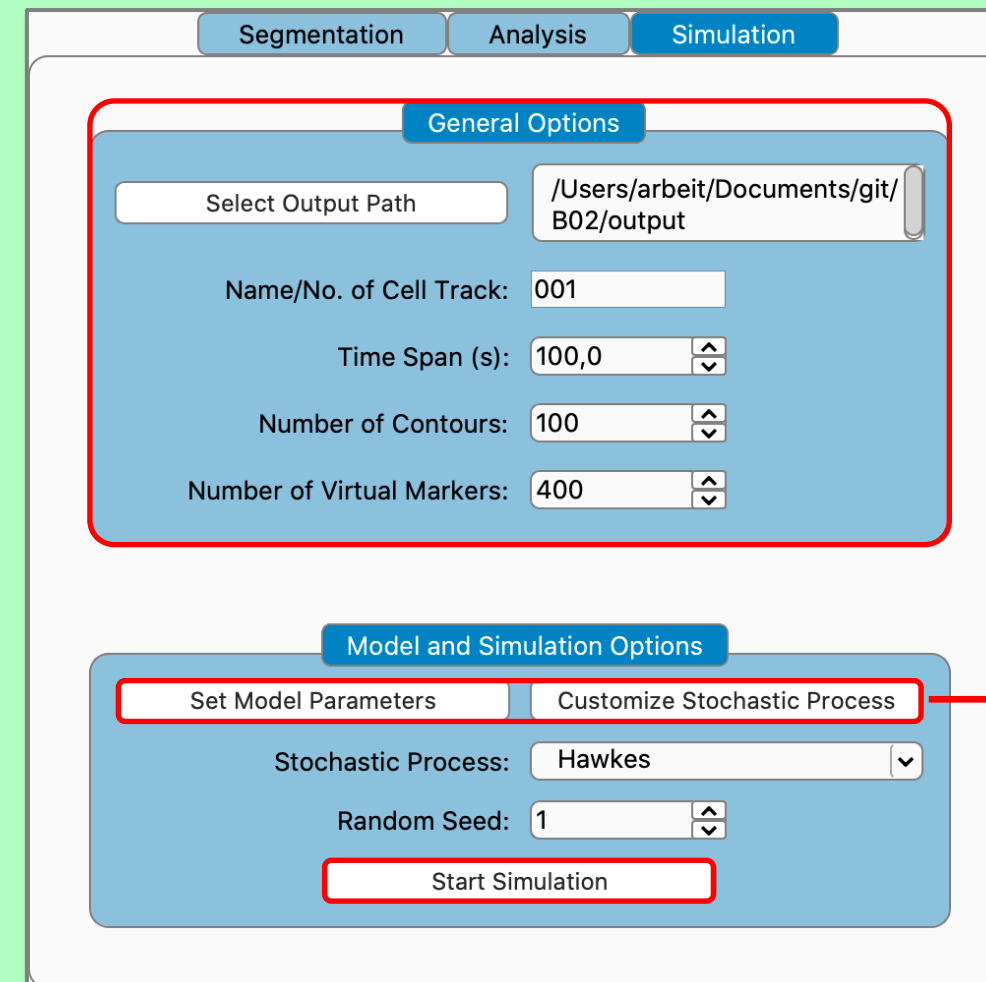 Segmentation
Analysis
Simulation
General Options
Select Output Path
/Users/arbeit/Documents/git/
B02/output
Name/No. of Cell Track:
001
Time Span (s):
100,0
Number of Contours:
100
Number of Virtual Markers:
400
Model and Simulation Options
Set Model Parameters
Customize Stochastic Process
Stochastic Process:
Hawkes
Random Seed:
1
Start Simulation